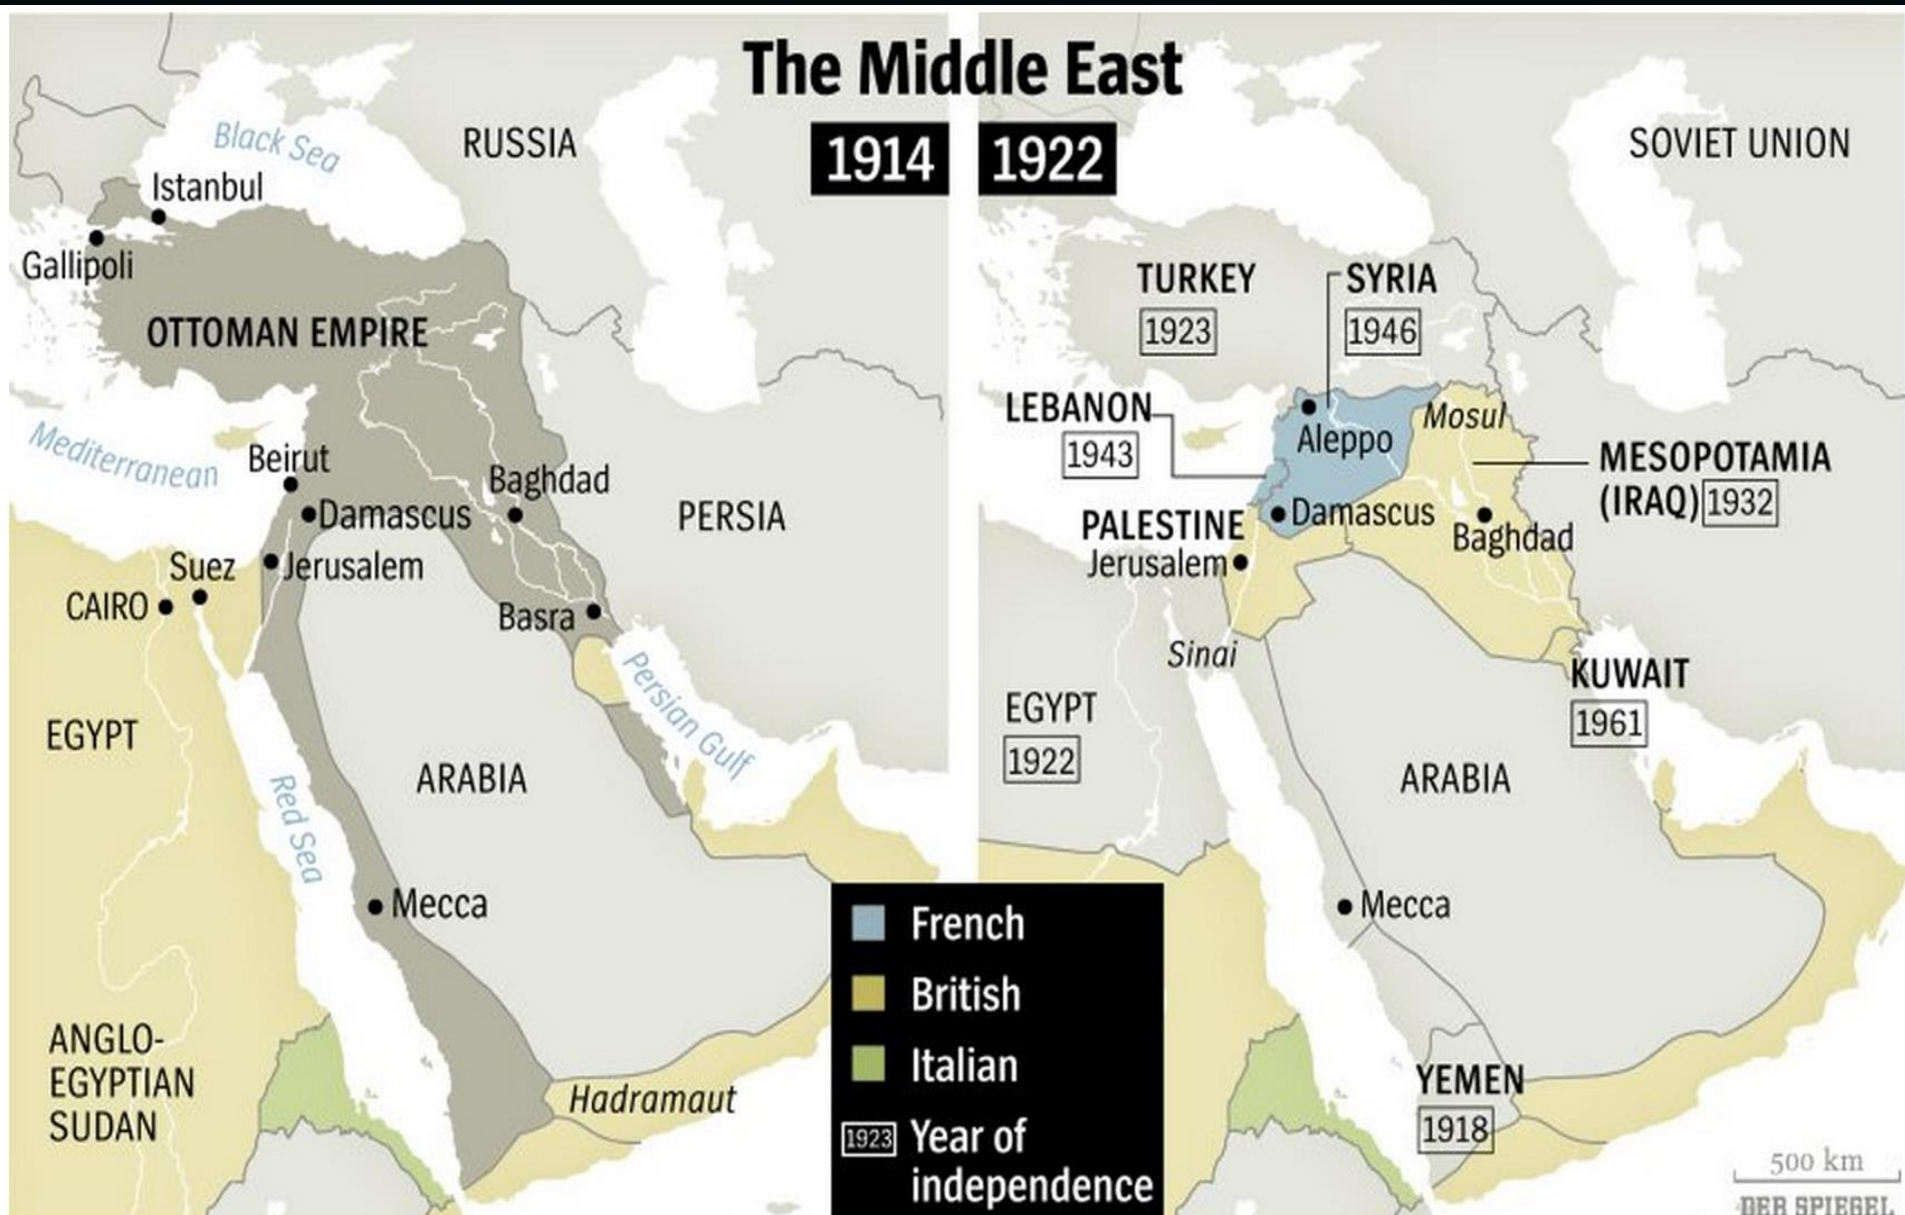 The Middle East
1914
1922
Black Sea
RUSSIA
Istanbul
Gallipoli
OTTOMAN EMPIRE
Mediterranean
Beirut
Baghdad
Damascus
PERSIA
Suez
Jerusalem
CAIRO
Basra
Persian Gulf
EGYPT
ARABIA
Red Sea
Mecca
ANGLO-
EGYPTIAN
SUDAN
Hadramaut
SOVIET UNION
TURKEY
1923
SYRIA
1946
LEBANON
1943
Mosul
Aleppo
MESOPOTAMIA
(IRAQ) 1932
PALESTINE
Damascus
Jerusalem
Baghdad
Sinai
KUWAIT
1961
EGYPT
1922
ARABIA
Mecca
YEMEN
1918
French
British
Italian
1923 Year of
independence
500 km
DER SPIEGEL